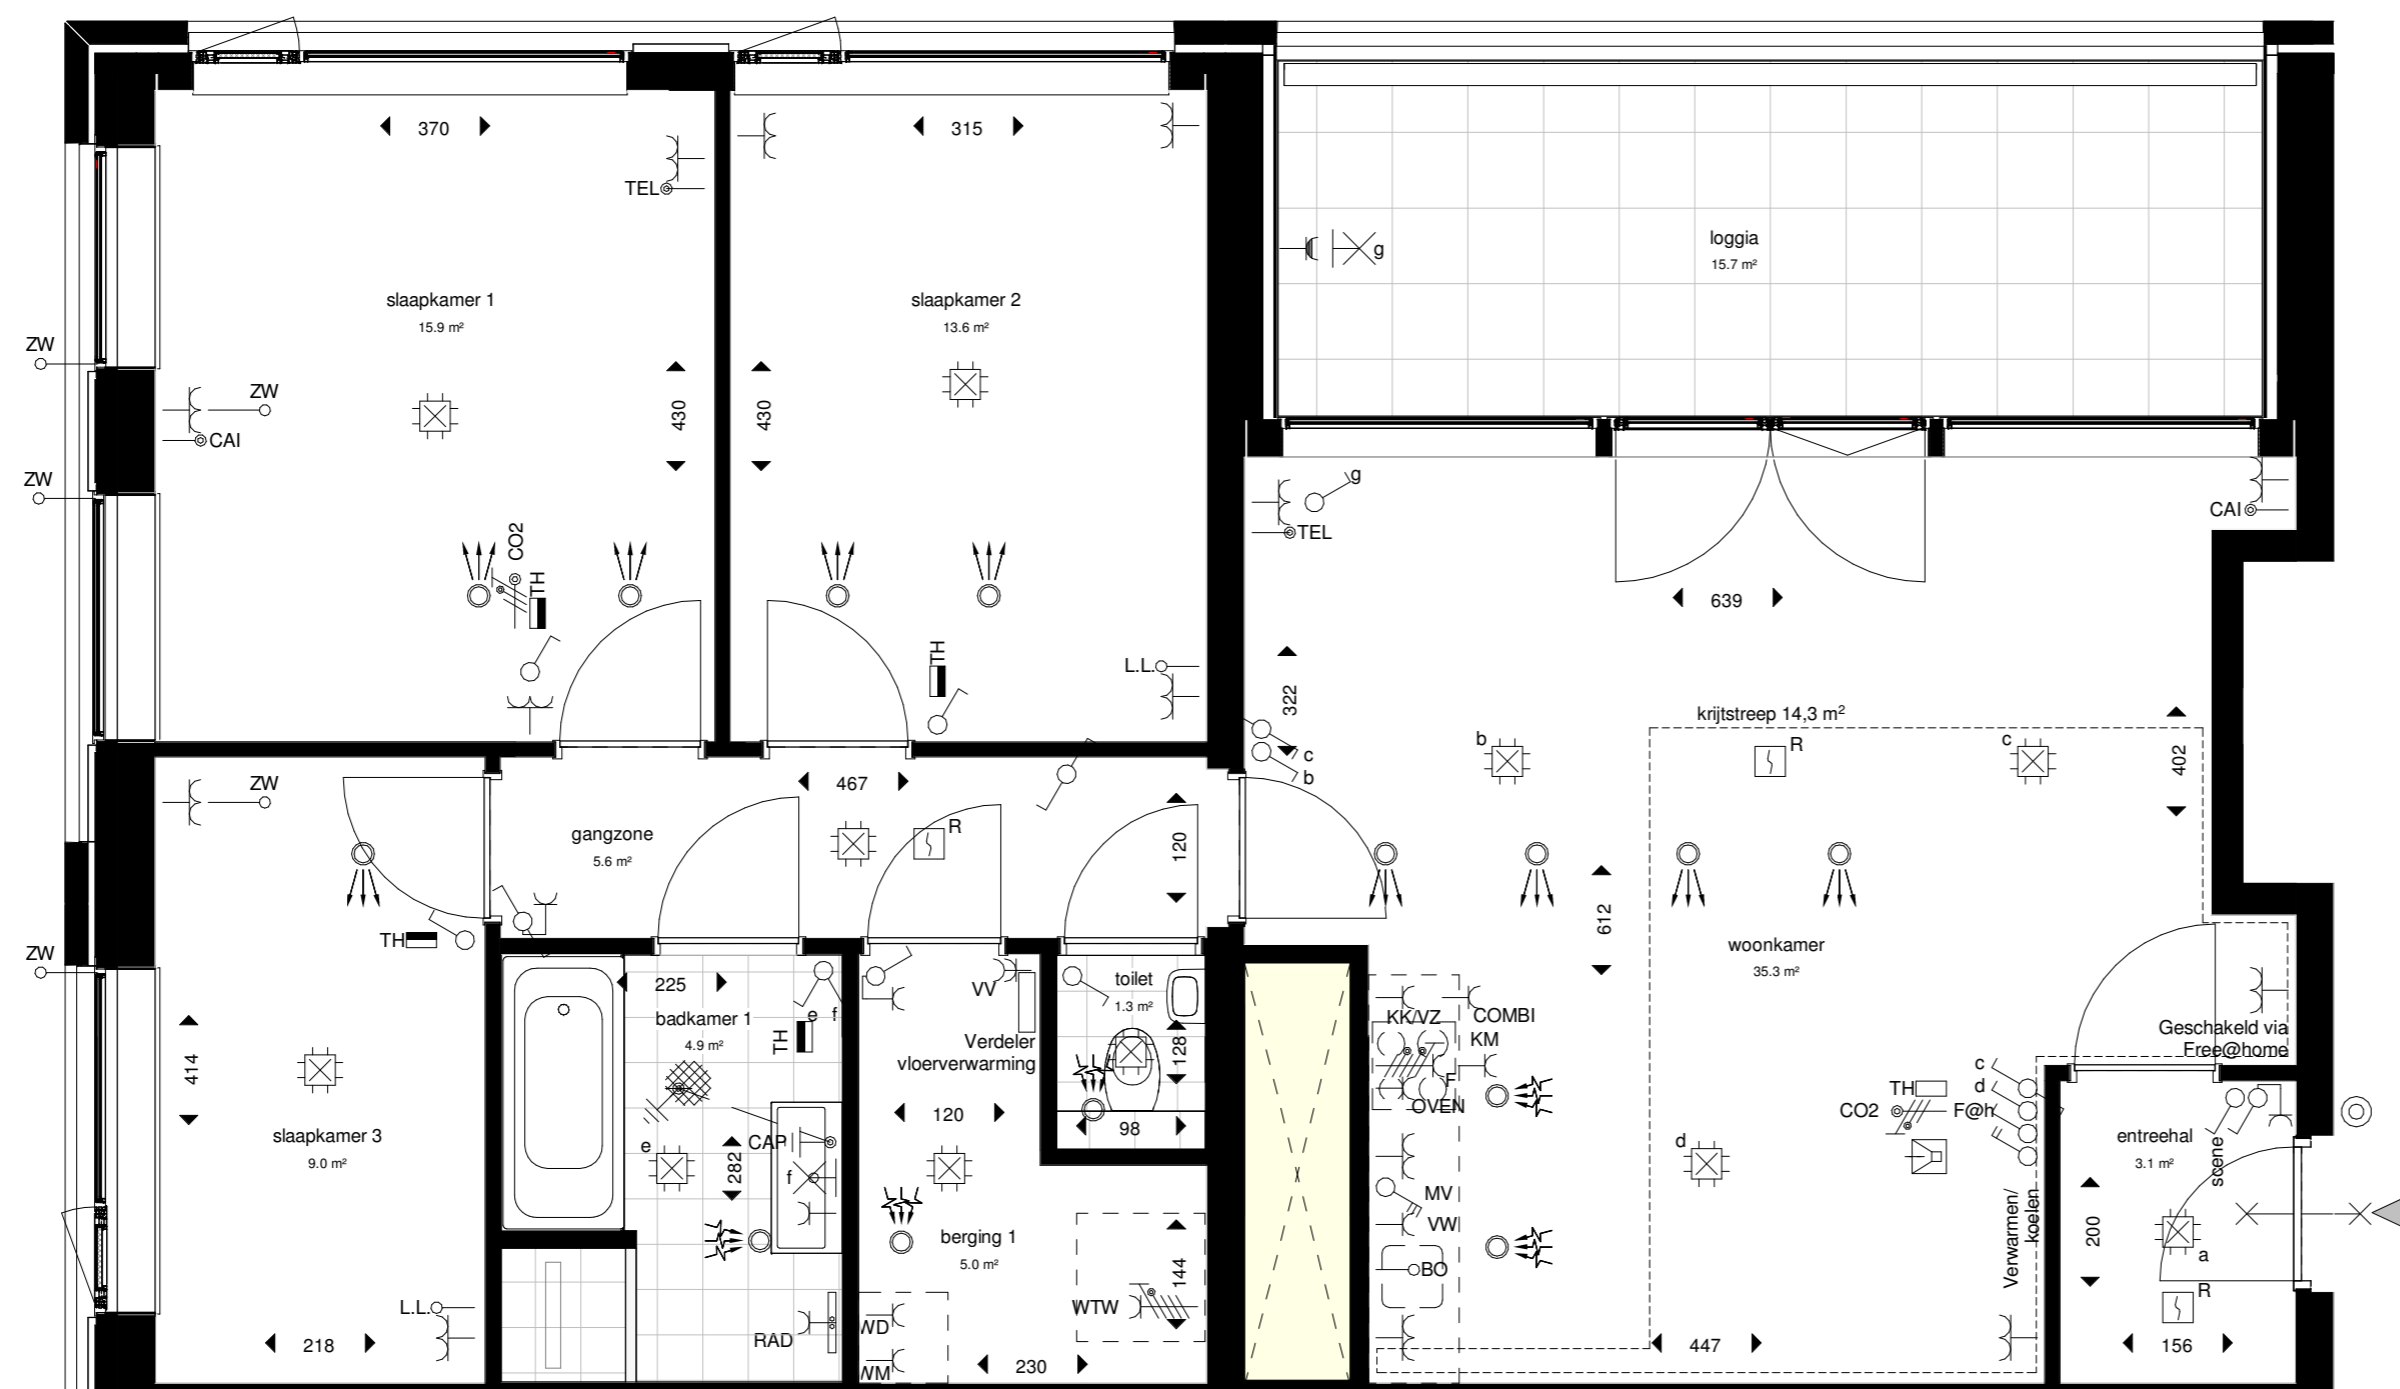 370
315
TEL
loggia
15.7 m²
g
slaapkamer 1
15.9 m²
slaapkamer 2
13.6 m²
ZW
ZW
CAI
430
430
ZW
g
TEL
CAI
CO2
TH
639
TH
L.L.
322
krijtstreep 14,3 m²
b
R
c
402
c
b
ZW
467
gangzone
5.6 m²
R
120
612
woonkamer
35.3 m²
TH
ZW
225
badkamer 1
4.9 m²
e
f
TH
VV
Verdeler
vloerverwarming
toilet
1.3 m²
128
KK/VZ
COMBI
KM
F
OVEN
Geschakeld via
Free@home
414
slaapkamer 3
9.0 m²
120
98
c
d
TH
CO2
F@h
e
CAP
282
f
d
entreehal
3.1 m²
scene
MV
VW
berging 1
5.0 m²
144
BO
Verwarmen/
koelen
200
a
R
L.L.
WTW
WD
RAD
218
WM
230
447
156